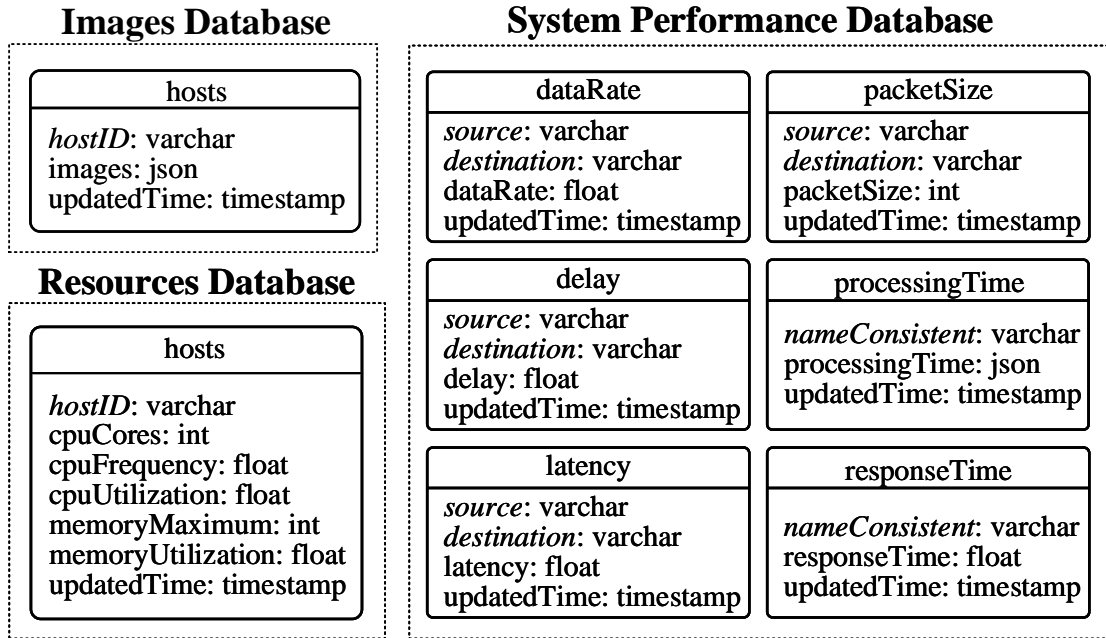 Images Database
hosts
hostID: varchar
images: json
updatedTime: timestamp
Resources Database
hosts
hostID: varchar
cpuCores: int
cpuFrequency: float
cpuUtilization: float
memoryMaximum: int
memoryUtilization: float
updatedTime: timestamp
System Performance Database
dataRate
source: varchar
destination: varchar
dataRate: float
updatedTime: timestamp
packetSize
source: varchar
destination: varchar
packetSize: int
updatedTime: timestamp
delay
source: varchar
destination: varchar
delay: float
updatedTime: timestamp
processingTime
nameConsistent: varchar
processingTime: json
updatedTime: timestamp
latency
source: varchar
destination: varchar
latency: float
updatedTime: timestamp
responseTime
nameConsistent: varchar
responseTime: float
updatedTime: timestamp